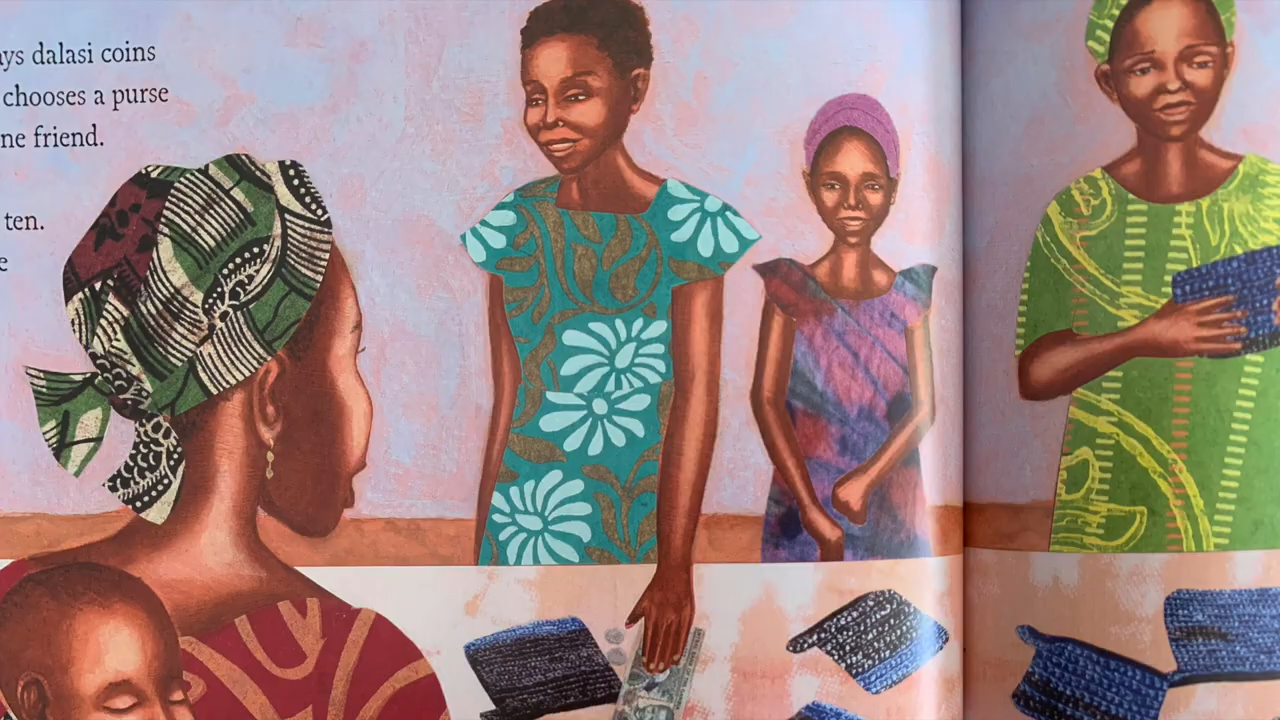 ys dalasi coins
chooses a purse
ne friend.
ten.
e